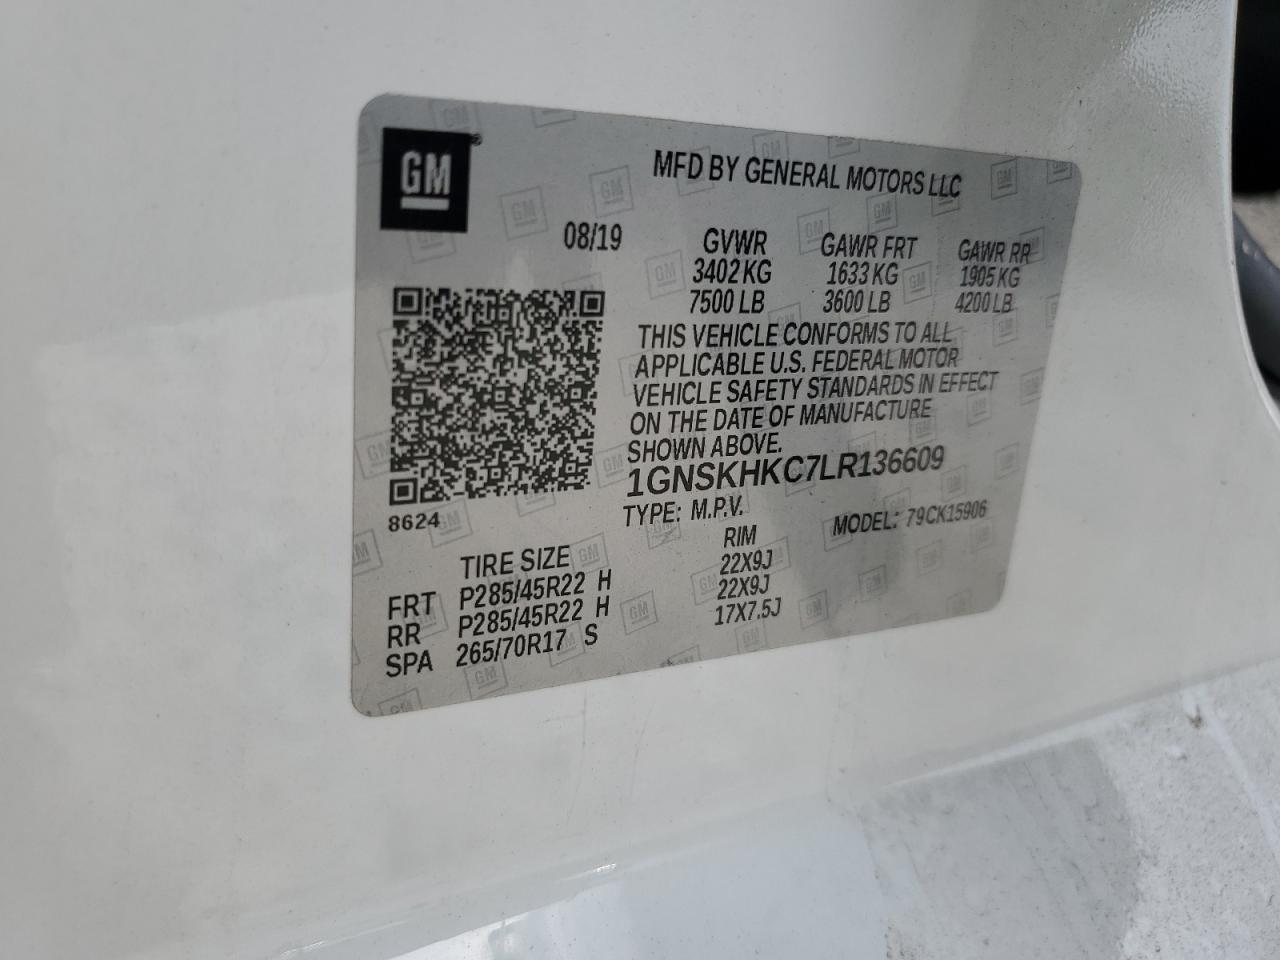 GM®
MFD BY GENERAL MOTORS LLC
08/19
GVWR GAWR FRT GAWR RR
3402 KG 1633 KG 1905 KG
7500 LB 3600 LB 4200 LB
THIS VEHICLE CONFORMS TO ALL
APPLICABLE U.S. FEDERAL MOTOR
VEHICLE SAFETY STANDARDS IN EFFECT
ON THE DATE OF MANUFACTURE
SHOWN ABOVE.
1GNSKHKC7LR136609
8624
TYPE: M.P.V. MODEL: 79CK15906
TIRE SIZE RIM
FRT P285/45R22 H 22X9J
RR P285/45R22 H 22X9J
SPA 265/70R17 S 17X7.5J